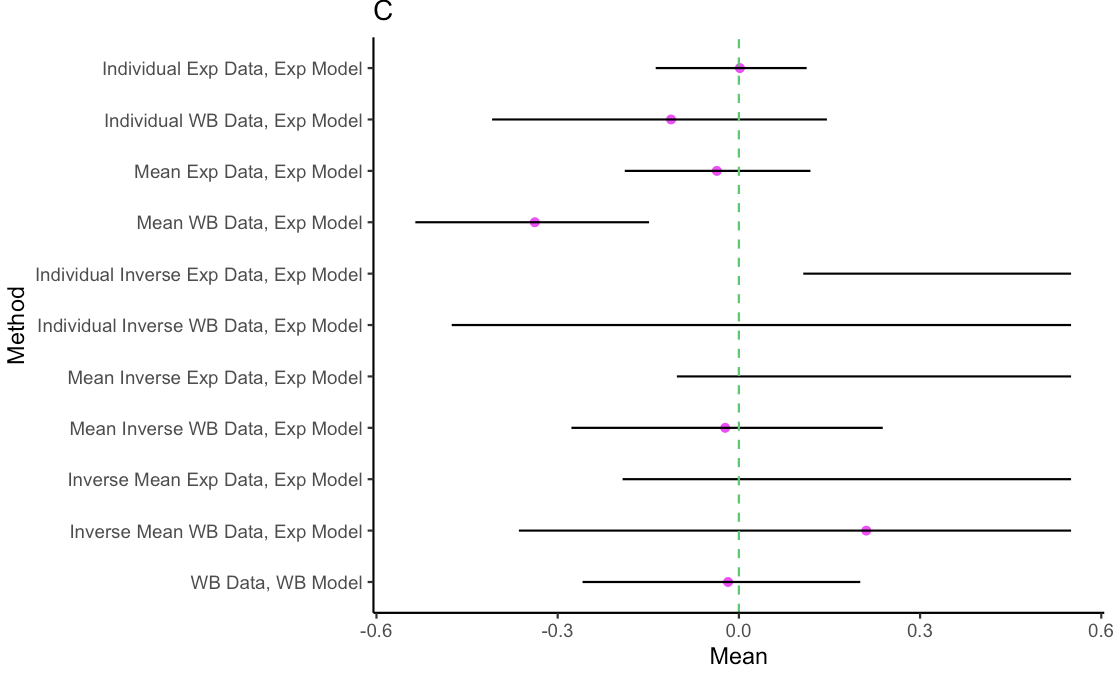 C
Individual Exp Data, Exp Model
Individual WB Data, Exp Model
Mean Exp Data, Exp Model
Mean WB Data, Exp Model
Individual Inverse Exp Data, Exp Model
Individual Inverse WB Data, Exp Model
Mean Inverse Exp Data, Exp Model
Mean Inverse WB Data, Exp Model
Inverse Mean Exp Data, Exp Model
Inverse Mean WB Data, Exp Model
WB Data, WB Model
Method
-0.6 -0.3 0.0 0.3 0.6
Mean